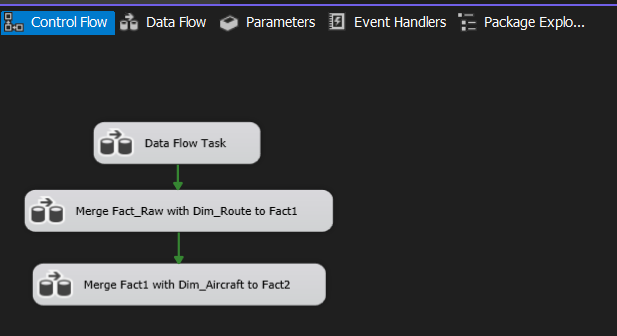 Control Flow Data Flow Parameters Event Handlers Package Explo...
Data Flow Task
Merge Fact_Raw with Dim_Route to Fact1
Merge Fact1 with Dim_Aircraft to Fact2